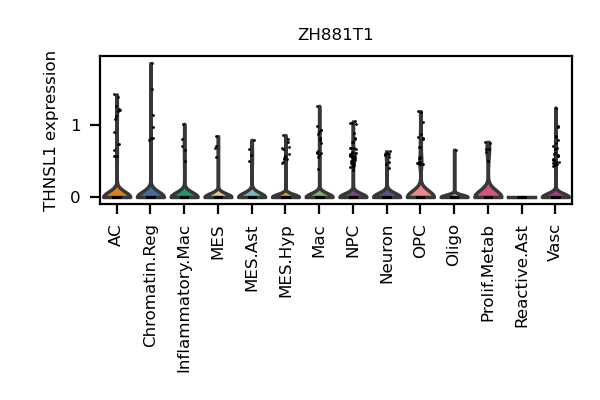 ZH881T1
THNSL1 expression
1
0
AC
Chromatin.Reg
Inflammatory.Mac
MES
MES.Ast
MES.Hyp
Mac
NPC
Neuron
OPC
Oligo
Prolif.Metab
Reactive.Ast
Vasc